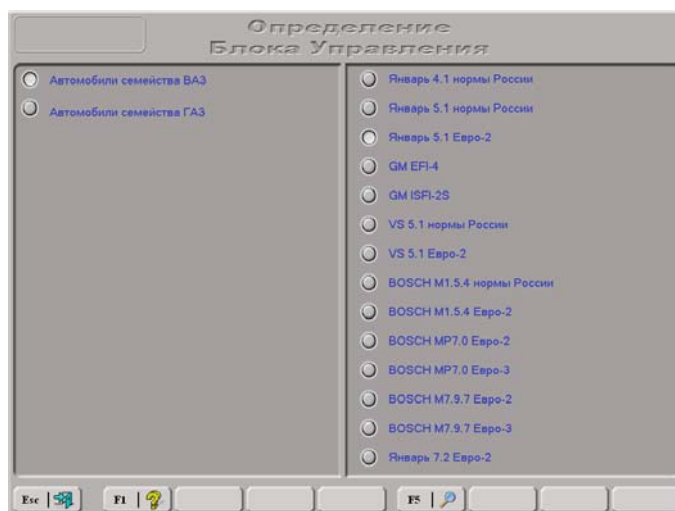 Определение
Блока Управления
Автомобили семейства ВАЗ
Автомобили семейства ГАЗ
Январь 4.1 нормы России
Январь 5.1 нормы России
Январь 5.1 Евро-2
GM EFI-4
GM ISFI-2S
VS 5.1 нормы России
VS 5.1 Евро-2
BOSCH M1.5.4 нормы России
BOSCH M1.5.4 Евро-2
BOSCH MP7.0 Евро-2
BOSCH MP7.0 Евро-3
BOSCH M7.9.7 Евро-2
BOSCH M7.9.7 Евро-3
Январь 7.2 Евро-2
Esc F1 F5